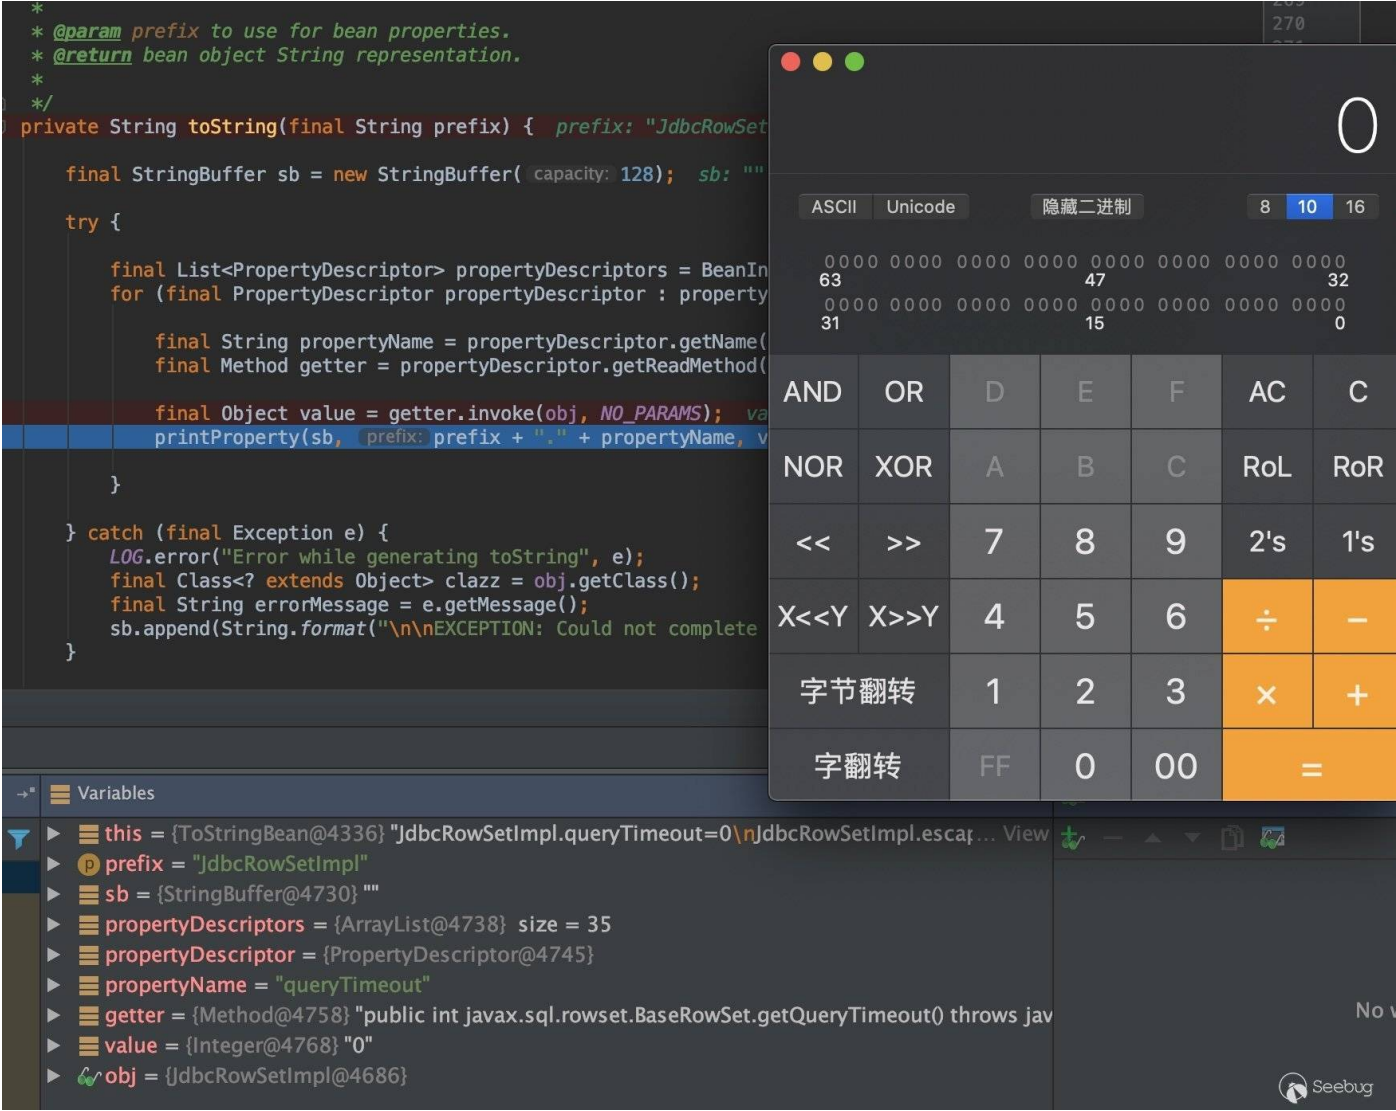 *
* @param prefix to use for bean properties.
* @return bean object String representation.
*
*/
private String toString(final String prefix) { prefix: "JdbcRowSet
final StringBuffer sb = new StringBuffer( capacity: 128); sb: ""
try {
final List<PropertyDescriptor> propertyDescriptors = BeanIn
for (final PropertyDescriptor propertyDescriptor : property
final String propertyName = propertyDescriptor.getName(
final Method getter = propertyDescriptor.getReadMethod(
final Object value = getter.invoke(obj, NO_PARAMS); va
printProperty(sb, prefix: prefix + "." + propertyName, v
}
} catch (final Exception e) {
LOG.error("Error while generating toString", e);
final Class<? extends Object> clazz = obj.getClass();
final String errorMessage = e.getMessage();
sb.append(String.format("\n\nEXCEPTION: Could not complete
}
270
0
ASCII Unicode 隐藏二进制 8 10 16
0000 0000 0000 0000 0000 0000 0000 0000
63 47 32
0000 0000 0000 0000 0000 0000 0000 0000
31 15 0
AND OR D E F AC C
NOR XOR A B C RoL RoR
<< >> 7 8 9 2's 1's
X<<Y X>>Y 4 5 6 ÷ −
字节翻转 1 2 3 × +
字翻转 FF 0 00 =
Variables
this = {ToStringBean@4336} "JdbcRowSetImpl.queryTimeout=0\nJdbcRowSetImpl.escap... View
p prefix = "JdbcRowSetImpl"
sb = {StringBuffer@4730} ""
propertyDescriptors = {ArrayList@4738} size = 35
propertyDescriptor = {PropertyDescriptor@4745}
propertyName = "queryTimeout"
getter = {Method@4758} "public int javax.sql.rowset.BaseRowSet.getQueryTimeout() throws jav
value = {Integer@4768} "0"
obj = {JdbcRowSetImpl@4686}
No
Seebug